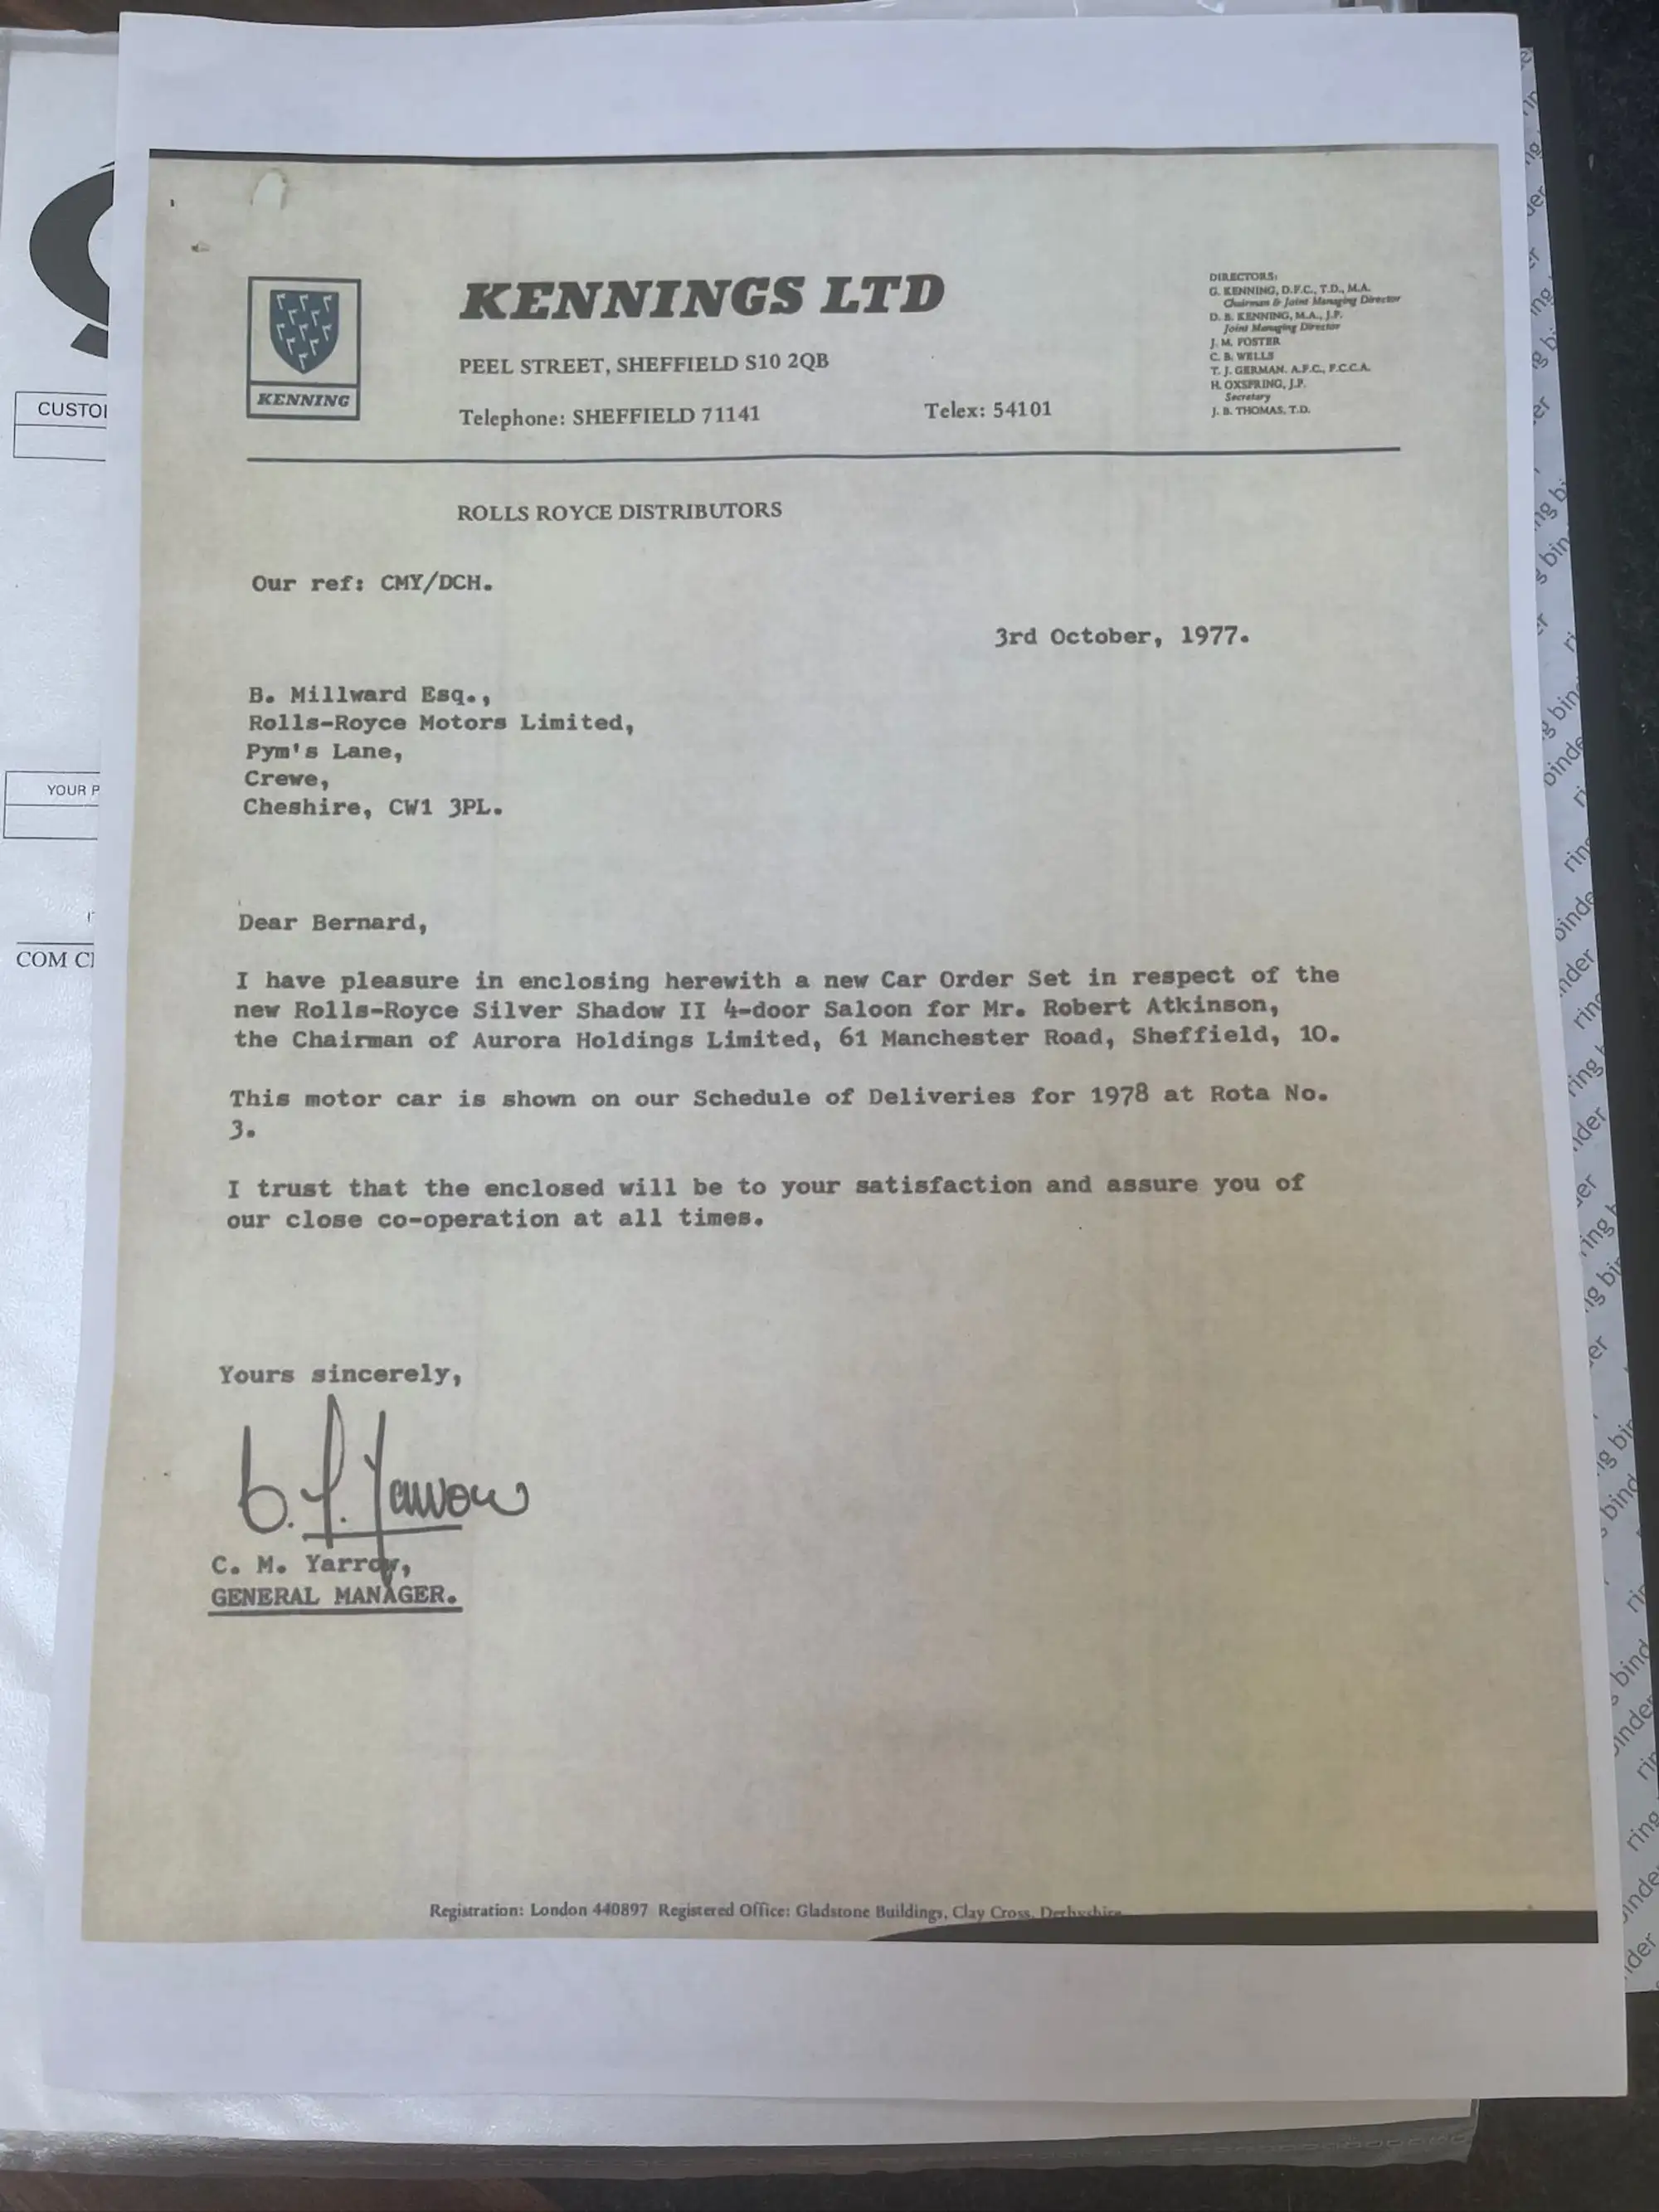 KENNING
KENNINGS LTD
PEEL STREET, SHEFFIELD S10 2QB
Telephone: SHEFFIELD 71141
Telex: 54101
DIRECTORS:
G. KENNING, D.F.C., T.D., M.A.
Chairman & Joint Managing Director
D. B. KENNING, M.A., J.P.
Joint Managing Director
J. M. FOSTER
C. B. WELLS
T. J. GERMAN. A.F.C., F.C.C.A.
H. OXSPRING, J.P.
Secretary
J. B. THOMAS, T.D.
ROLLS ROYCE DISTRIBUTORS
Our ref: CMY/DCH.
3rd October, 1977.
B. Millward Esq.,
Rolls-Royce Motors Limited,
Pym's Lane,
Crewe,
Cheshire, CW1 3PL.
Dear Bernard,
I have pleasure in enclosing herewith a new Car Order Set in respect of the
new Rolls-Royce Silver Shadow II 4-door Saloon for Mr. Robert Atkinson,
the Chairman of Aurora Holdings Limited, 61 Manchester Road, Sheffield, 10.
This motor car is shown on our Schedule of Deliveries for 1978 at Rota No.
3.
I trust that the enclosed will be to your satisfaction and assure you of
our close co-operation at all times.
Yours sincerely,
C. M. Yarrow,
GENERAL MANAGER.
Registration: London 440897 Registered Office: Gladstone Buildings, Clay Cross, Derbyshire
CUSTO
YOUR P
COM C